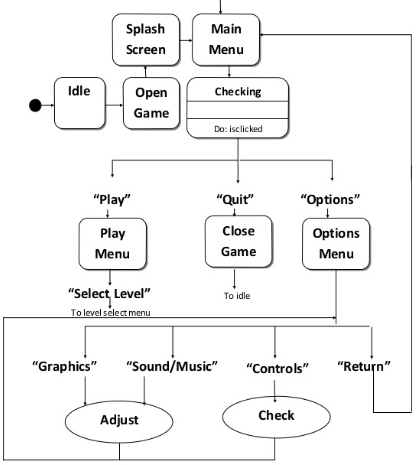 Splash
Screen
Main
Menu
Idle
Open
Game
Checking
Do: isclicked
“Play”
“Quit”
“Options”
Play
Menu
Close
Game
Options
Menu
“Select Level”
To idle
To level select menu
“Graphics”
“Sound/Music”
“Controls”
“Return”
Adjust
Check